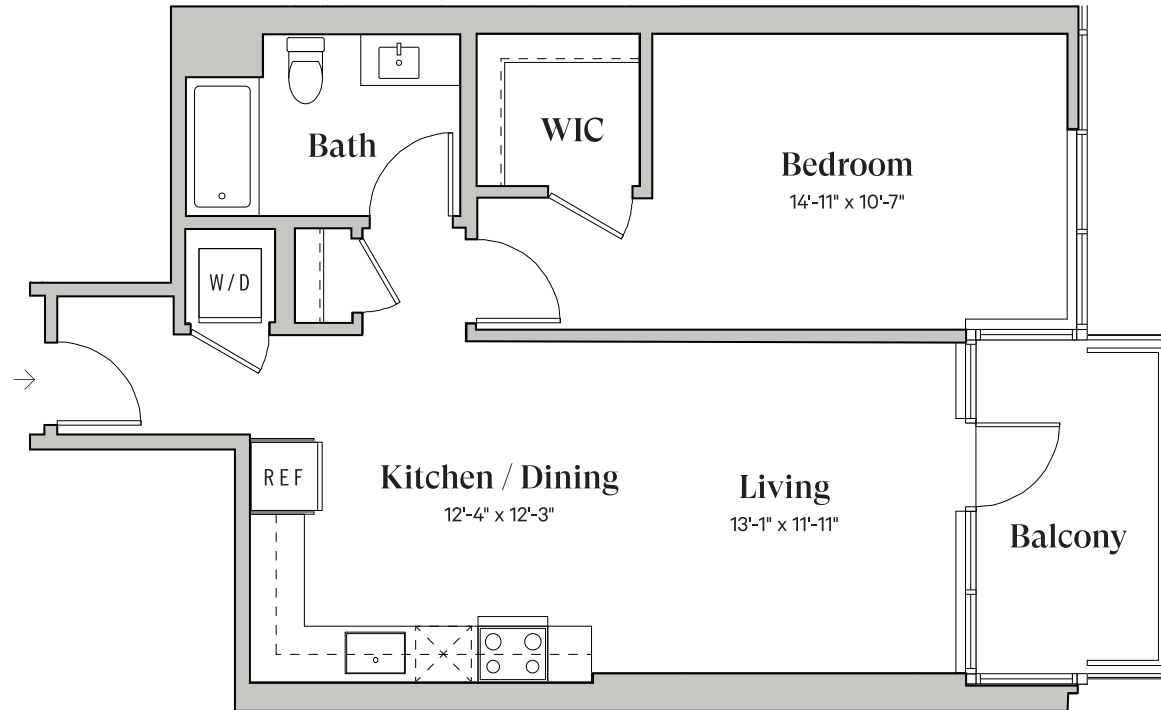 Bath
WIC
Bedroom
14'-11" x 10'-7"
W/D
REF
Kitchen / Dining
12'-4" x 12'-3"
Living
13'-1" x 11'-11"
Balcony